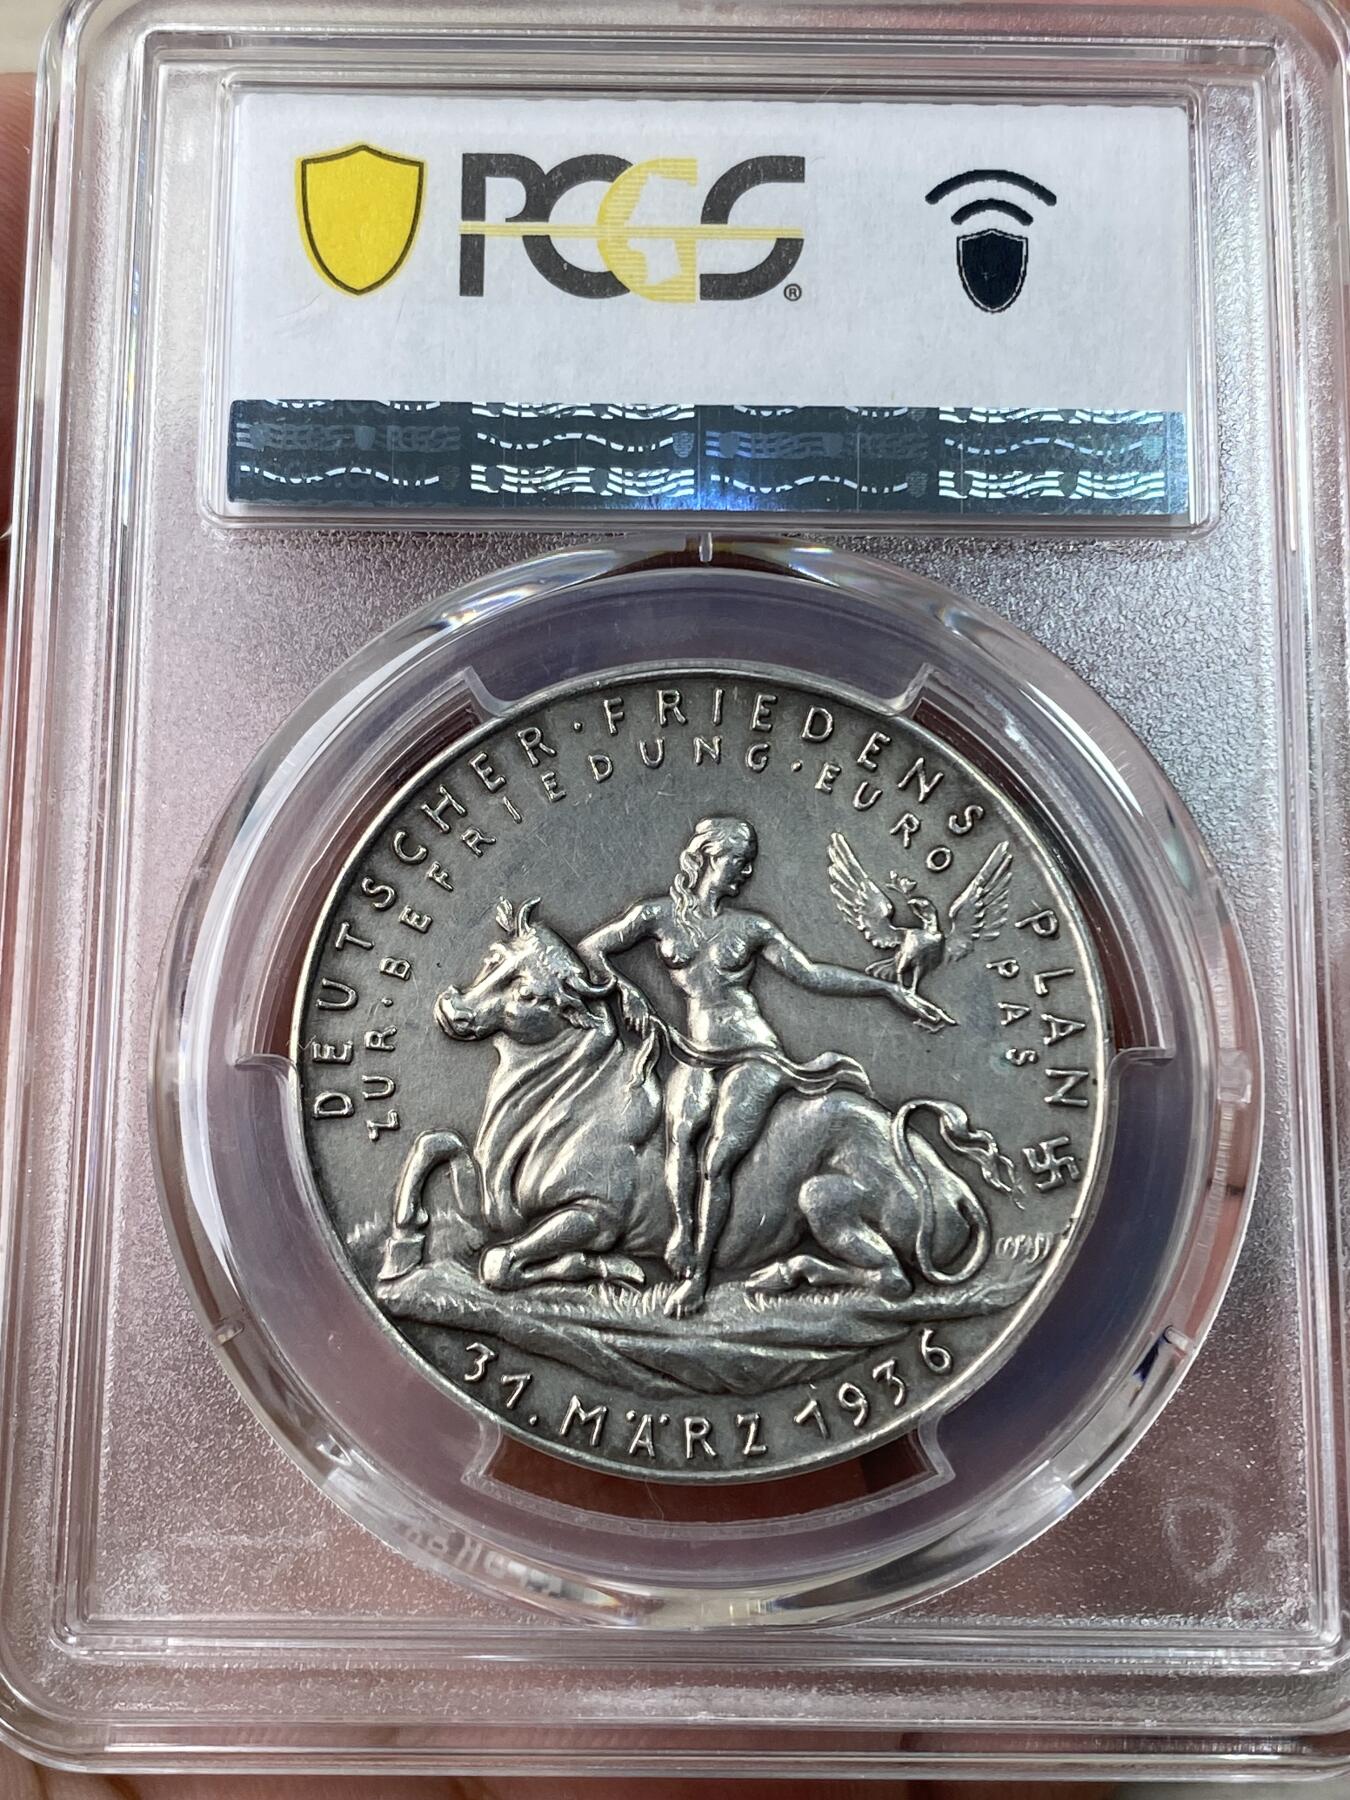 PCGS®
DEUTSCHER·FRIEDENS PLAN
ZUR·BEFRIEDUNG·EUROPAS
31. MÄRZ 1936